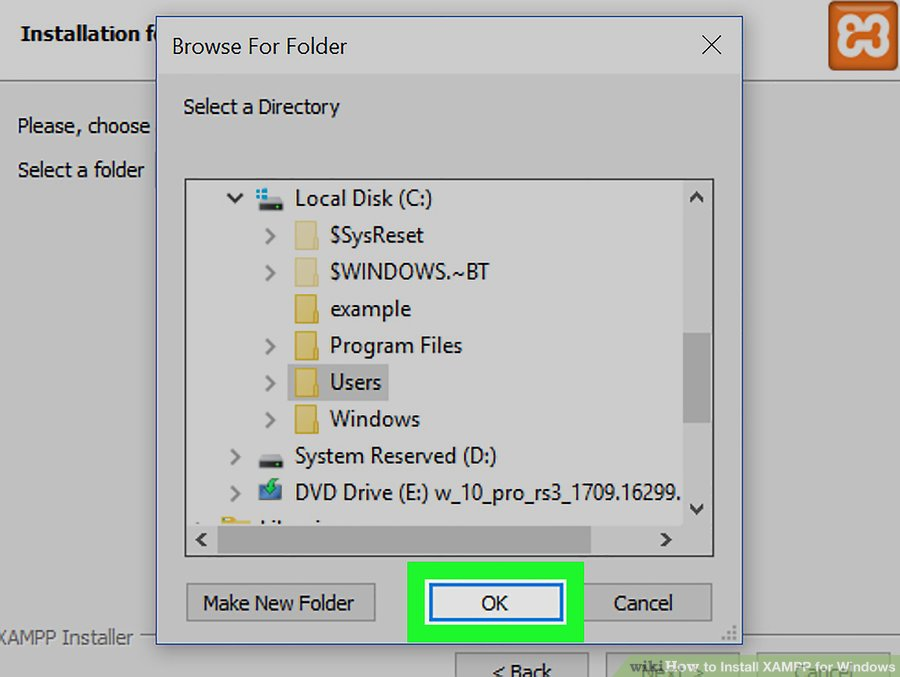 Installation fo
Browse For Folder
Select a Directory
Please, choose
Select a folder
Local Disk (C:)
$SysReset
$WINDOWS.~BT
example
Program Files
Users
Windows
System Reserved (D:)
DVD Drive (E:) w_10_pro_rs3_1709.16299.
Make New Folder
OK
Cancel
XAMPP Installer
< Back
Next >
Cancel
wikiHow to Install XAMPP for Windows